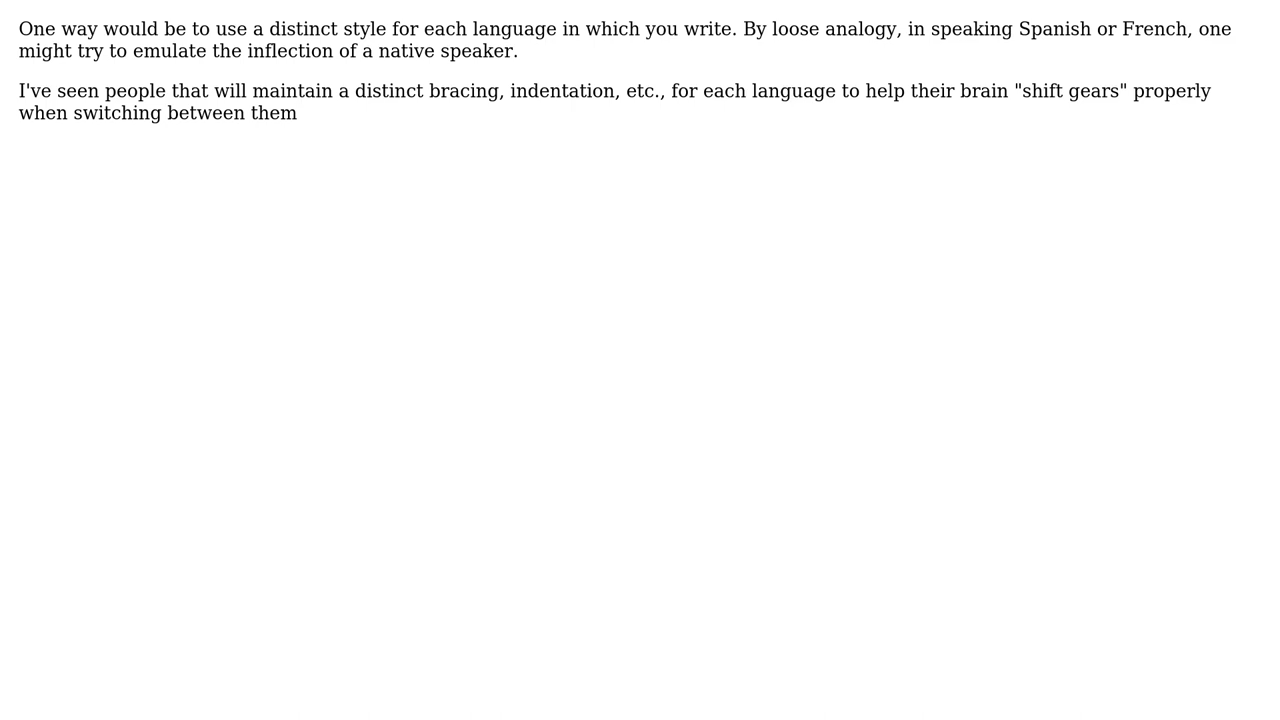 One way would be to use a distinct style for each language in which you write. By loose analogy, in speaking Spanish or French, one
might try to emulate the inflection of a native speaker.
I've seen people that will maintain a distinct bracing, indentation, etc., for each language to help their brain "shift gears" properly
when switching between them